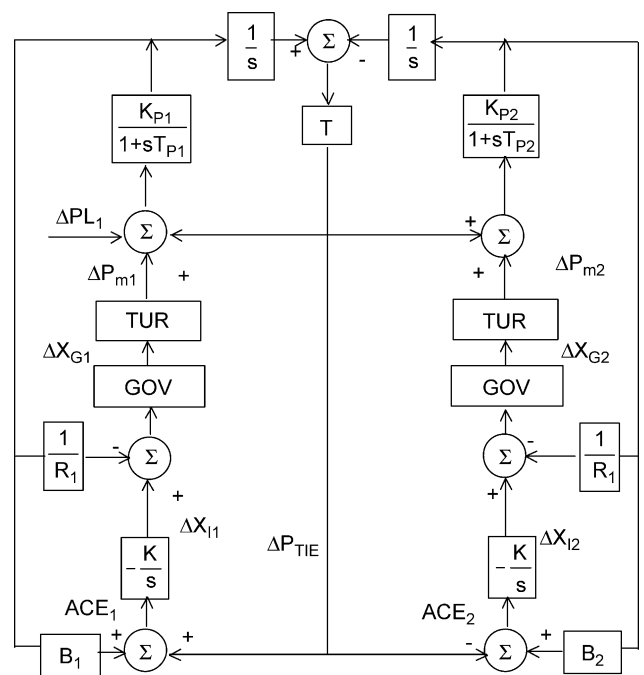 1
s
+
Σ
-
1
s
K_P1
1+sT_P1
T
K_P2
1+sT_P2
ΔPL_1
Σ
+
Σ
ΔP_m1
+
+
ΔP_m2
TUR
TUR
ΔX_G1
ΔX_G2
GOV
GOV
1
R_1
-
Σ
Σ
-
1
R_1
+
+
ΔX_I1
ΔP_TIE
ΔX_I2
-K
s
-K
s
ACE_1
ACE_2
B_1
+
Σ
+
-
Σ
+
B_2